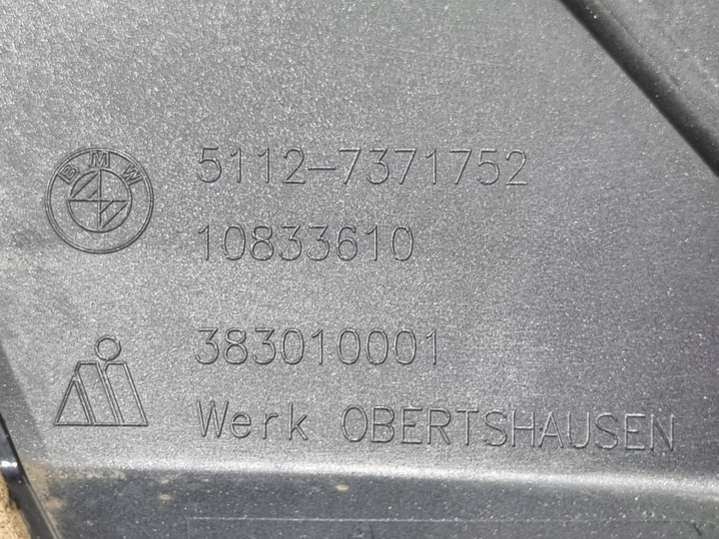 BMW
5112-7371752
10833610
383010001
Werk OBERTSHAUSEN